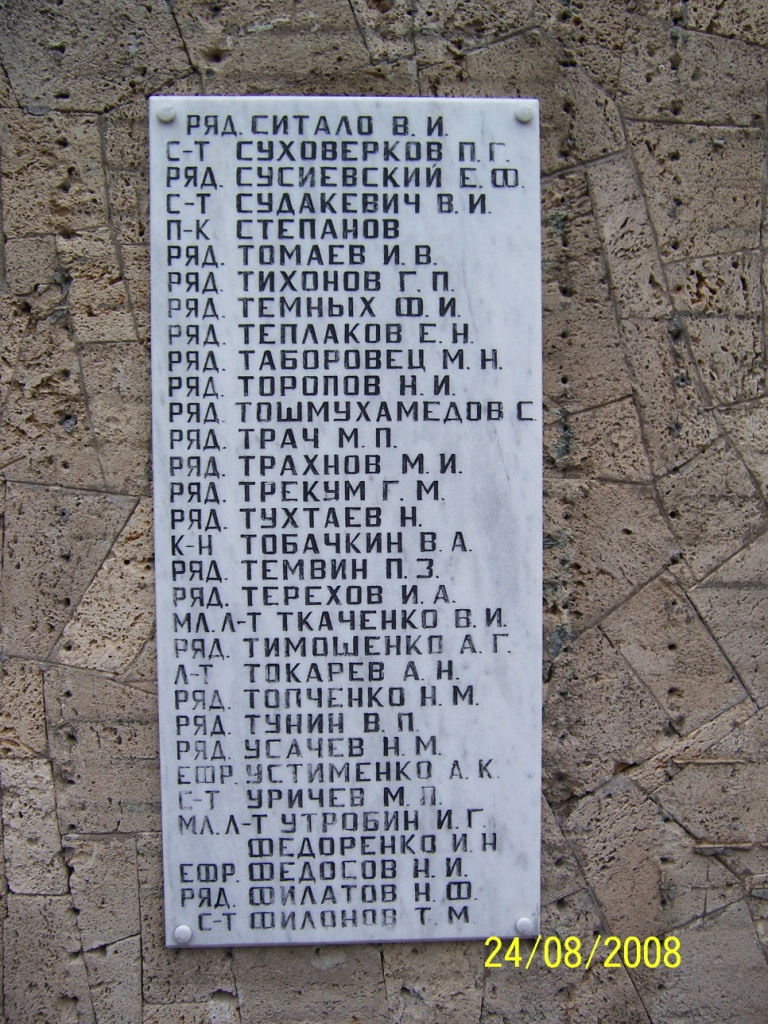 РЯД. СИТАЛО В. И.
С-Т СУХОВЕРКОВ П. Г.
РЯД. СУСИЕВСКИЙ Е. Ф.
С-Т СУДАКЕВИЧ В. И.
П-К СТЕПАНОВ
РЯД. ТОМАЕВ И. В.
РЯД. ТИХОНОВ Г. П.
РЯД. ТЕМНЫХ Ф. И.
РЯД. ТЕПЛАКОВ Е. Н.
РЯД. ТАБОРОВЕЦ М. Н.
РЯД. ТОРОПОВ Н. И.
РЯД. ТОШМУХАМЕДОВ С.
РЯД. ТРАЧ М. П.
РЯД. ТРАХНОВ М. И.
РЯД. ТРЕКУМ Г. М.
РЯД. ТУХТАЕВ Н.
К-Н ТОБАЧКИН В. А.
РЯД. ТЕМВИН П. З.
РЯД. ТЕРЕХОВ И. А.
МЛ. Л-Т ТКАЧЕНКО В. И.
РЯД. ТИМОШЕНКО А. Г.
Л-Т ТОКАРЕВ А. Н.
РЯД. ТОПЧЕНКО Н. М.
РЯД. ТУНИН В. П.
РЯД. УСАЧЕВ Н. М.
ЕФР. УСТИМЕНКО А. К.
С-Т УРИЧЕВ М. П.
МЛ. Л-Т УТРОБИН И. Г.
ФЕДОРЕНКО И. Н
ЕФР. ФЕДОСОВ Н. И.
РЯД. ФИЛАТОВ Н. Ф.
С-Т ФИЛОНОВ Т. М.
24/08/2008